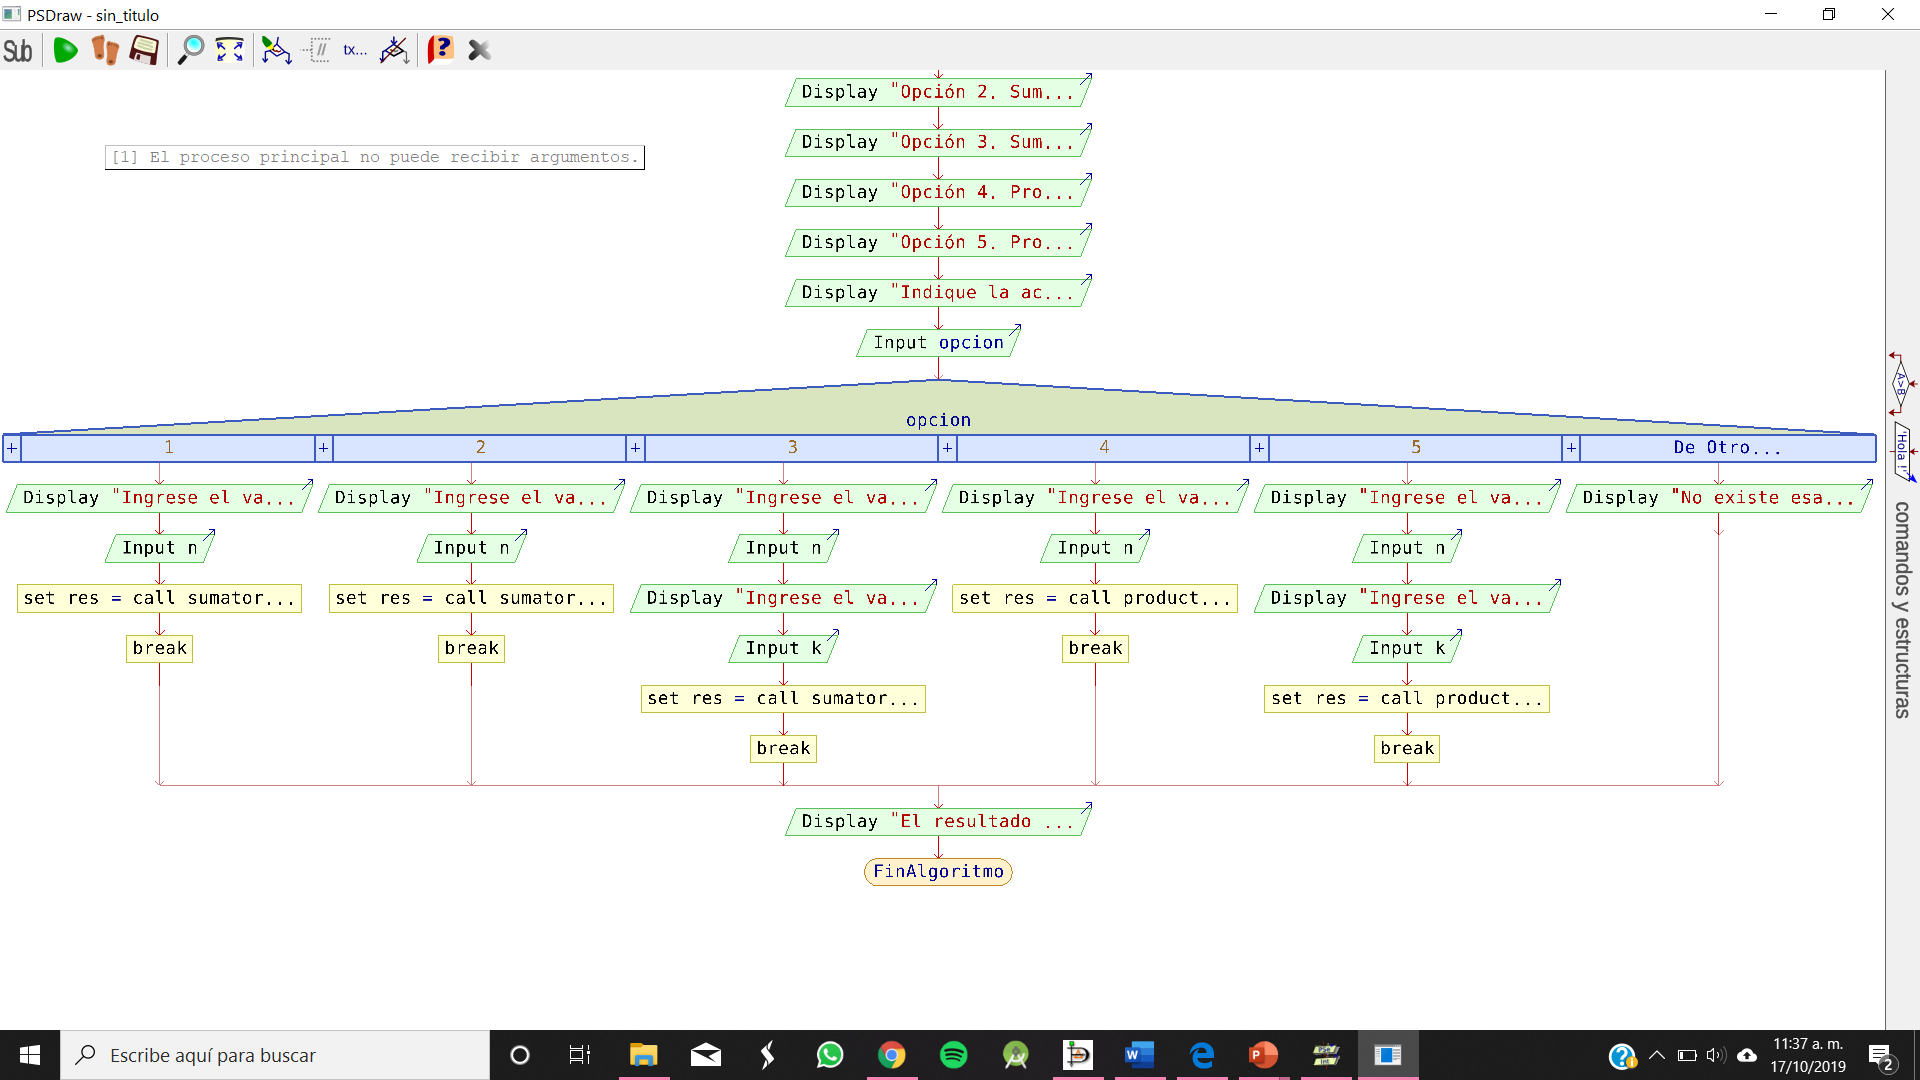 PSDraw - sin_titulo
Sub
tx...
Display "Opción 2. Sum...
Display "Opción 3. Sum...
[1] El proceso principal no puede recibir argumentos.
Display "Opción 4. Pro...
Display "Opción 5. Pro...
Display "Indique la ac...
Input opcion
opcion
+ 1 + 2 + 3 + 4 + 5 + De Otro...
Display "Ingrese el va... Display "Ingrese el va... Display "Ingrese el va... Display "Ingrese el va... Display "Ingrese el va... Display "No existe esa...
Input n Input n Input n Input n Input n
set res = call sumator... set res = call sumator... Display "Ingrese el va... set res = call product... Display "Ingrese el va...
break break Input k break Input k
set res = call sumator... set res = call product...
break break
Display "El resultado ...
FinAlgoritmo
A>B
"Hola !"
comandos y estructuras
Escribe aquí para buscar
11:37 a. m.
17/10/2019
2